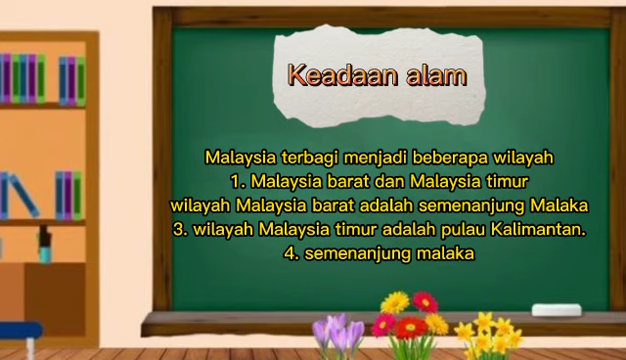 Keadaan alam
Malaysia terbagi menjadi beberapa wilayah
1. Malaysia barat dan Malaysia timur
wilayah Malaysia barat adalah semenanjung Malaka
3. wilayah Malaysia timur adalah pulau Kalimantan.
4. semenanjung malaka